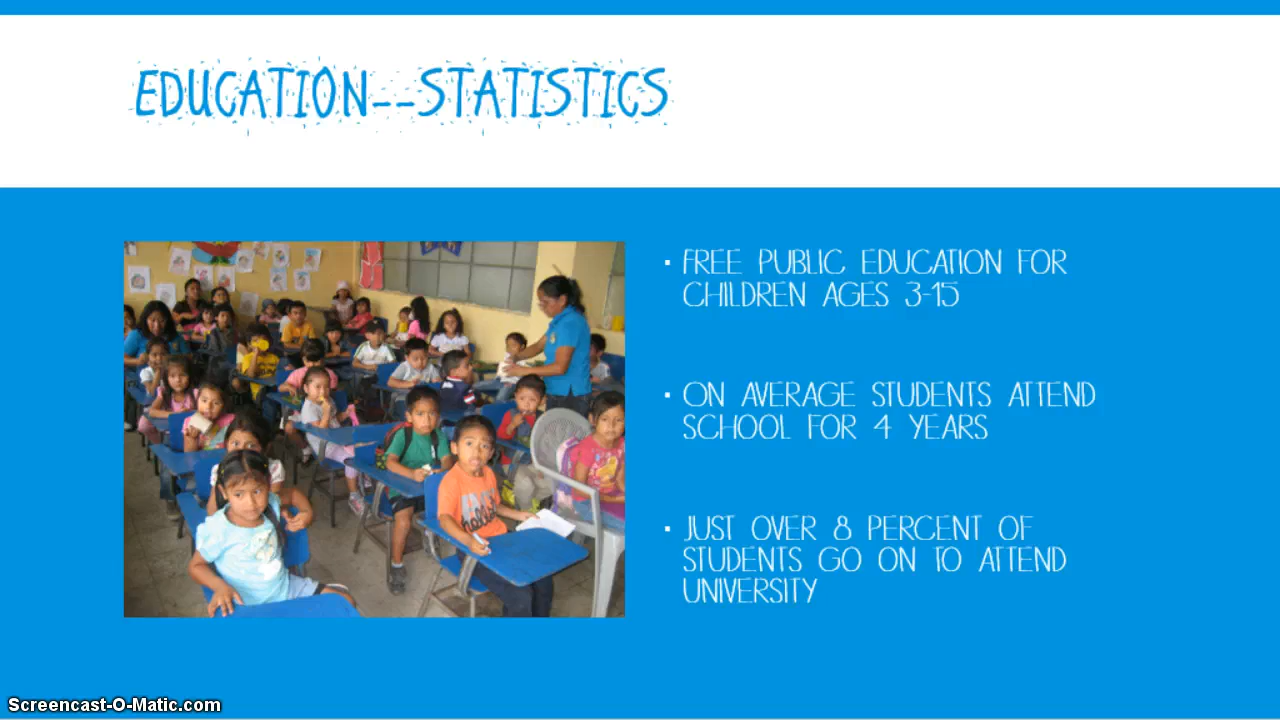 EDUCATION--STATISTICS
▪ FREE PUBLIC EDUCATION FOR
CHILDREN AGES 3-15
▪ ON AVERAGE STUDENTS ATTEND
SCHOOL FOR 4 YEARS
▪ JUST OVER 8 PERCENT OF
STUDENTS GO ON TO ATTEND
UNIVERSITY
hello
Screencast-O-Matic.com